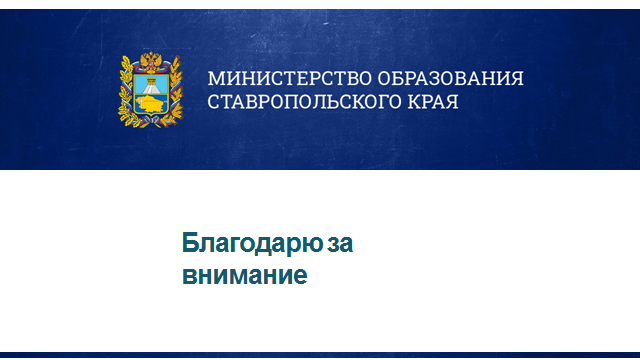 МИНИСТЕРСТВО ОБРАЗОВАНИЯ
СТАВРОПОЛЬСКОГО КРАЯ
Благодарю за
внимание